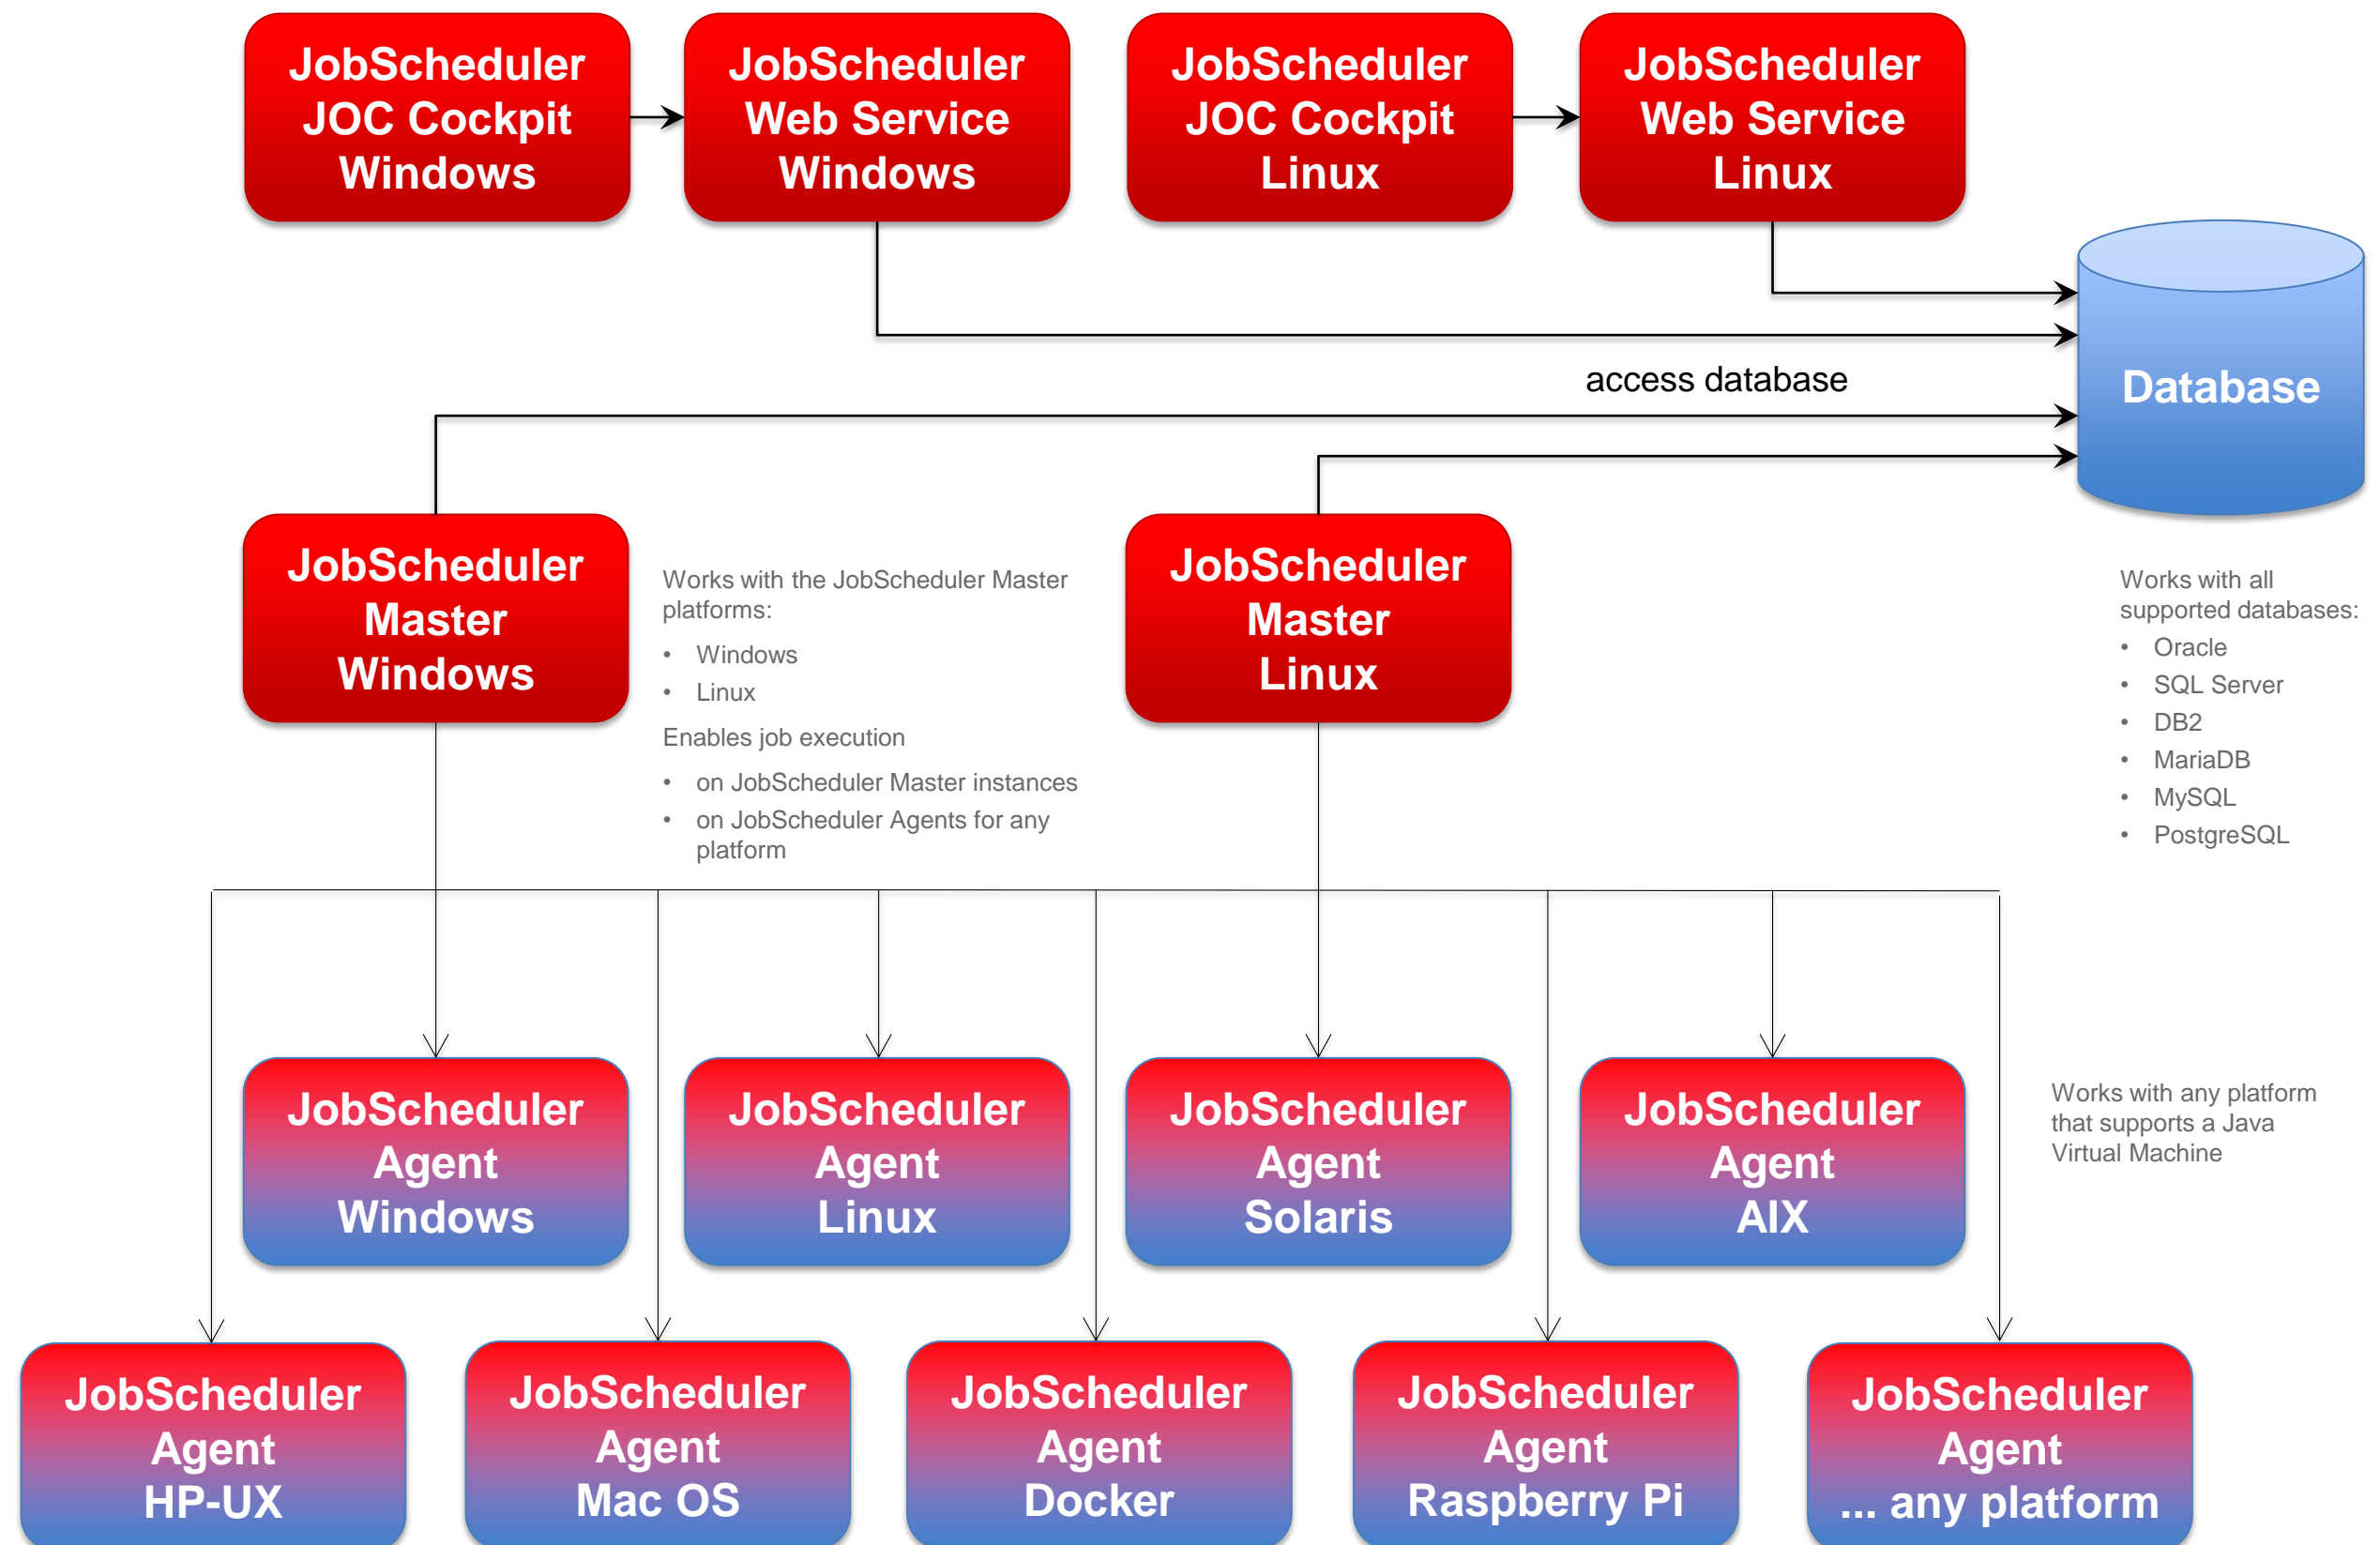 JobScheduler
JOC Cockpit
Windows
JobScheduler
Web Service
Windows
JobScheduler
JOC Cockpit
Linux
JobScheduler
Web Service
Linux
Database
access database
JobScheduler
Master
Windows
Works with the JobScheduler Master
platforms:
• Windows
• Linux
Enables job execution
• on JobScheduler Master instances
• on JobScheduler Agents for any
platform
JobScheduler
Master
Linux
Works with all
supported databases:
• Oracle
• SQL Server
• DB2
• MariaDB
• MySQL
• PostgreSQL
JobScheduler
Agent
Windows
JobScheduler
Agent
Linux
JobScheduler
Agent
Solaris
JobScheduler
Agent
AIX
Works with any platform
that supports a Java
Virtual Machine
JobScheduler
Agent
HP-UX
JobScheduler
Agent
Mac OS
JobScheduler
Agent
Docker
JobScheduler
Agent
Raspberry Pi
JobScheduler
Agent
... any platform